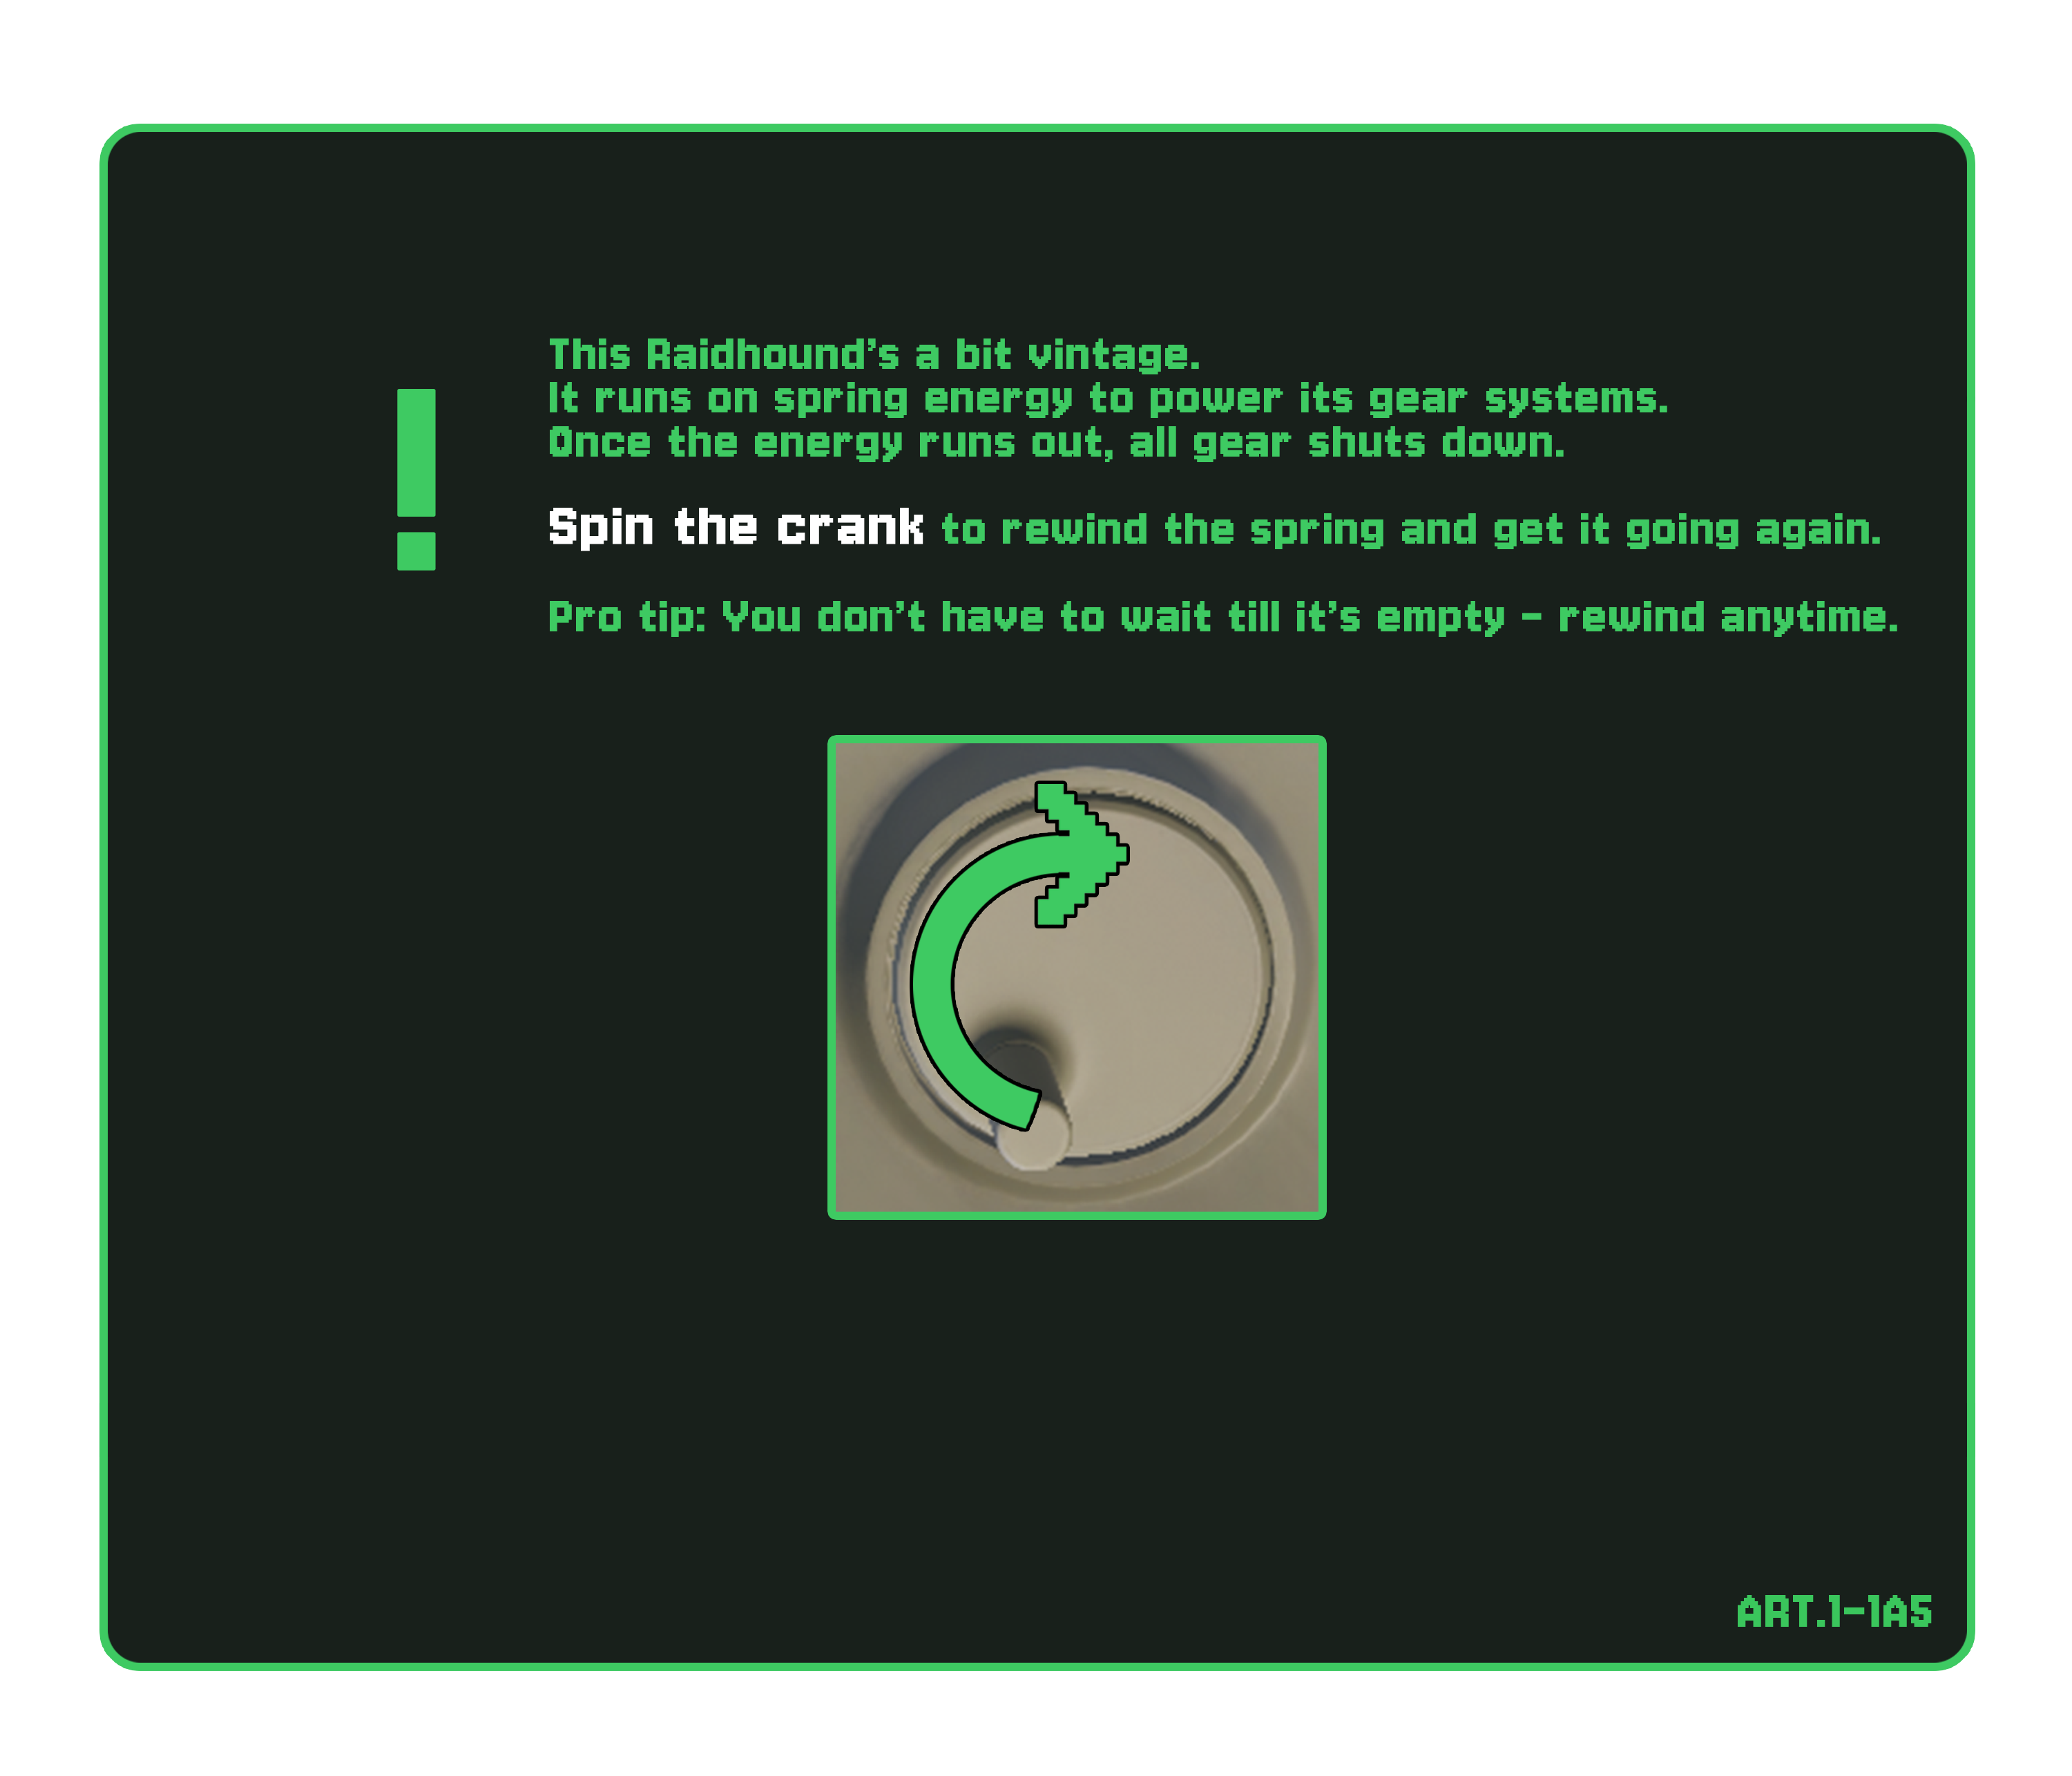 This Raidhound's a bit vintage.
It runs on spring energy to power its gear systems.
Once the energy runs out, all gear shuts down.
Spin the crank to rewind the spring and get it going again.
Pro tip: You don't have to wait till it's empty - rewind anytime.
ART.1-1A5